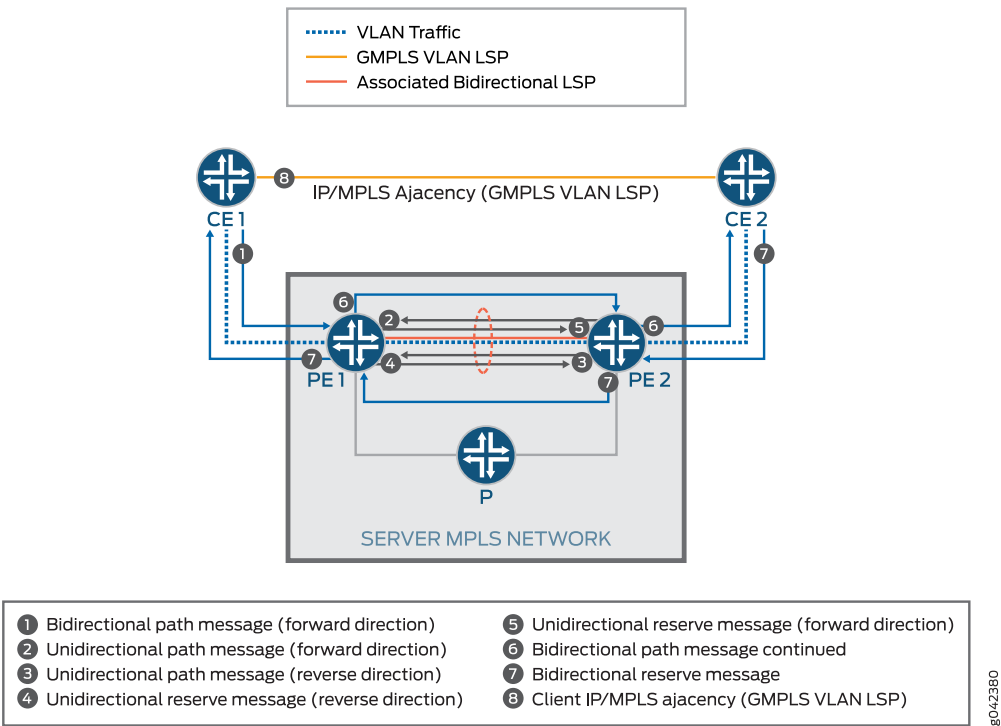 VLAN Traffic
GMPLS VLAN LSP
Associated Bidirectional LSP
8
IP/MPLS Ajacency (GMPLS VLAN LSP)
CE 1
CE 2
1
7
6
2
5
6
7
4
3
7
PE 1
PE 2
P
SERVER MPLS NETWORK
1 Bidirectional path message (forward direction)
2 Unidirectional path message (forward direction)
3 Unidirectional path message (reverse direction)
4 Unidirectional reserve message (reverse direction)
5 Unidirectional reserve message (forward direction)
6 Bidirectional path message continued
7 Bidirectional reserve message
8 Client IP/MPLS ajacency (GMPLS VLAN LSP)
g042380